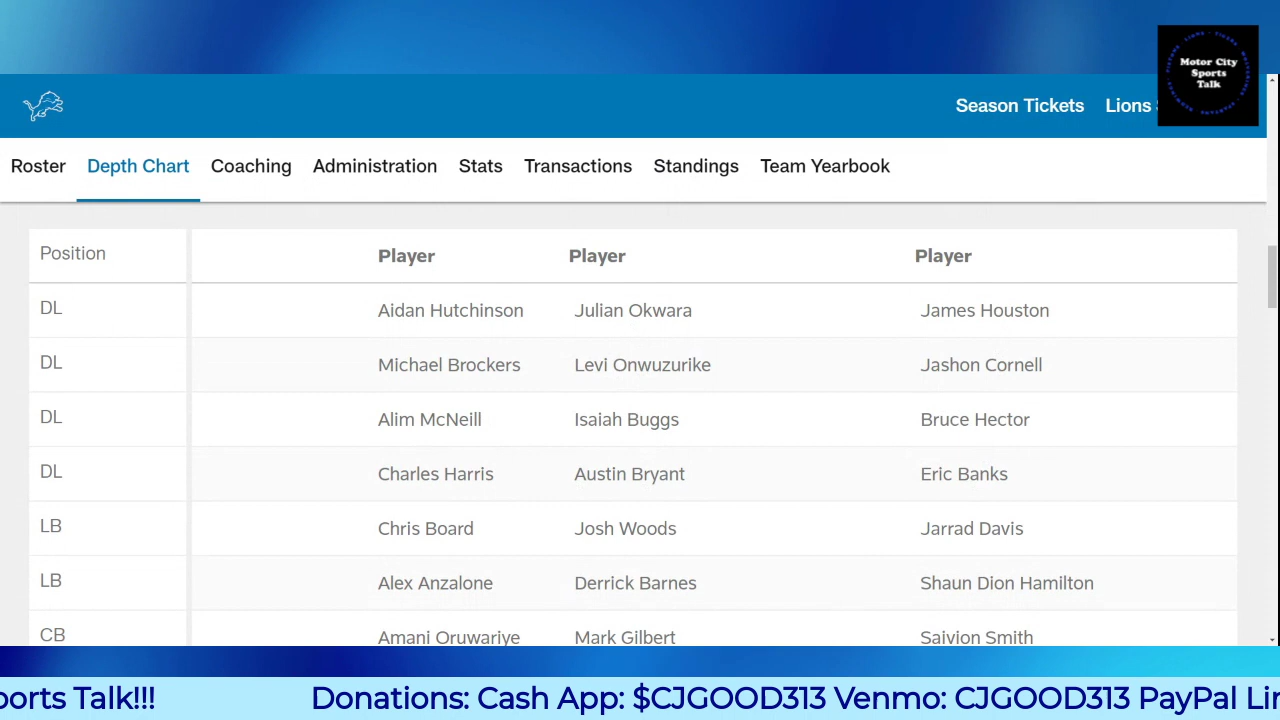 Motor City
Sports
Talk
Season Tickets Lions
Roster Depth Chart Coaching Administration Stats Transactions Standings Team Yearbook
Position Player Player Player
DL Aidan Hutchinson Julian Okwara James Houston
DL Michael Brockers Levi Onwuzurike Jashon Cornell
DL Alim McNeill Isaiah Buggs Bruce Hector
DL Charles Harris Austin Bryant Eric Banks
LB Chris Board Josh Woods Jarrad Davis
LB Alex Anzalone Derrick Barnes Shaun Dion Hamilton
CB Amani Oruwariye Mark Gilbert Saivion Smith
ports Talk!!! Donations: Cash App: $CJGOOD313 Venmo: CJGOOD313 PayPal Lin